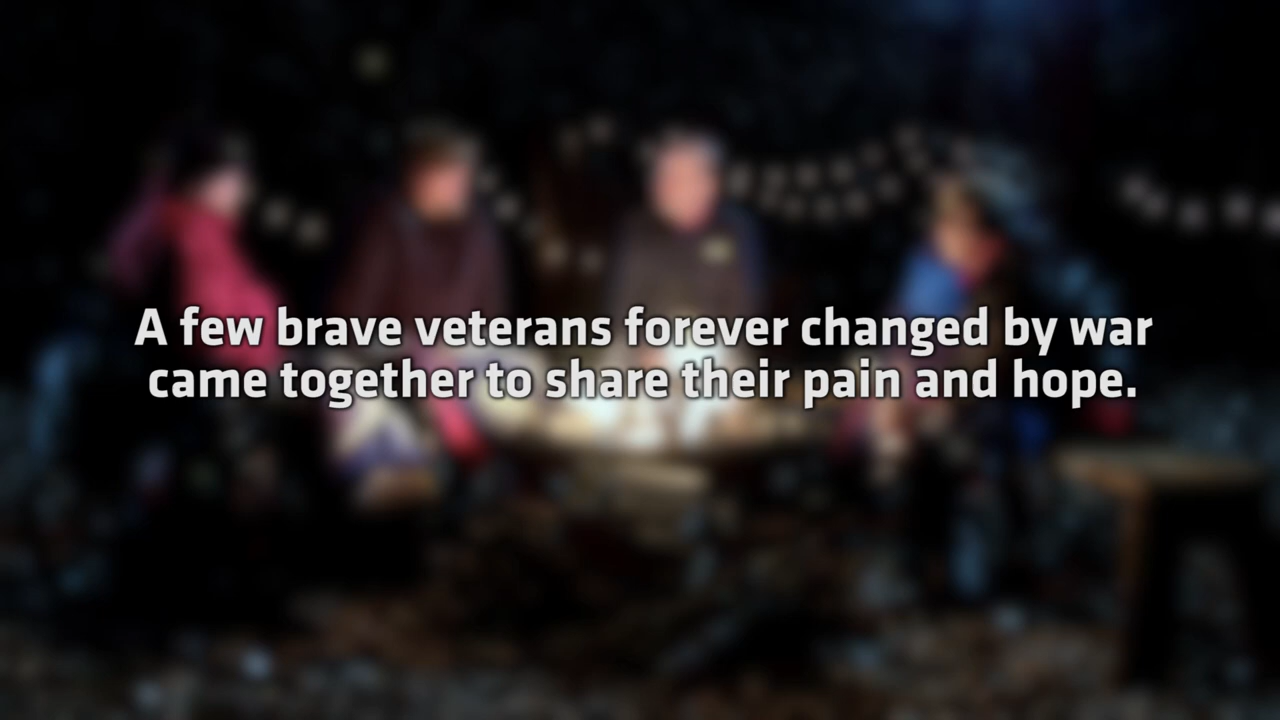 A few brave veterans forever changed by war
came together to share their pain and hope.